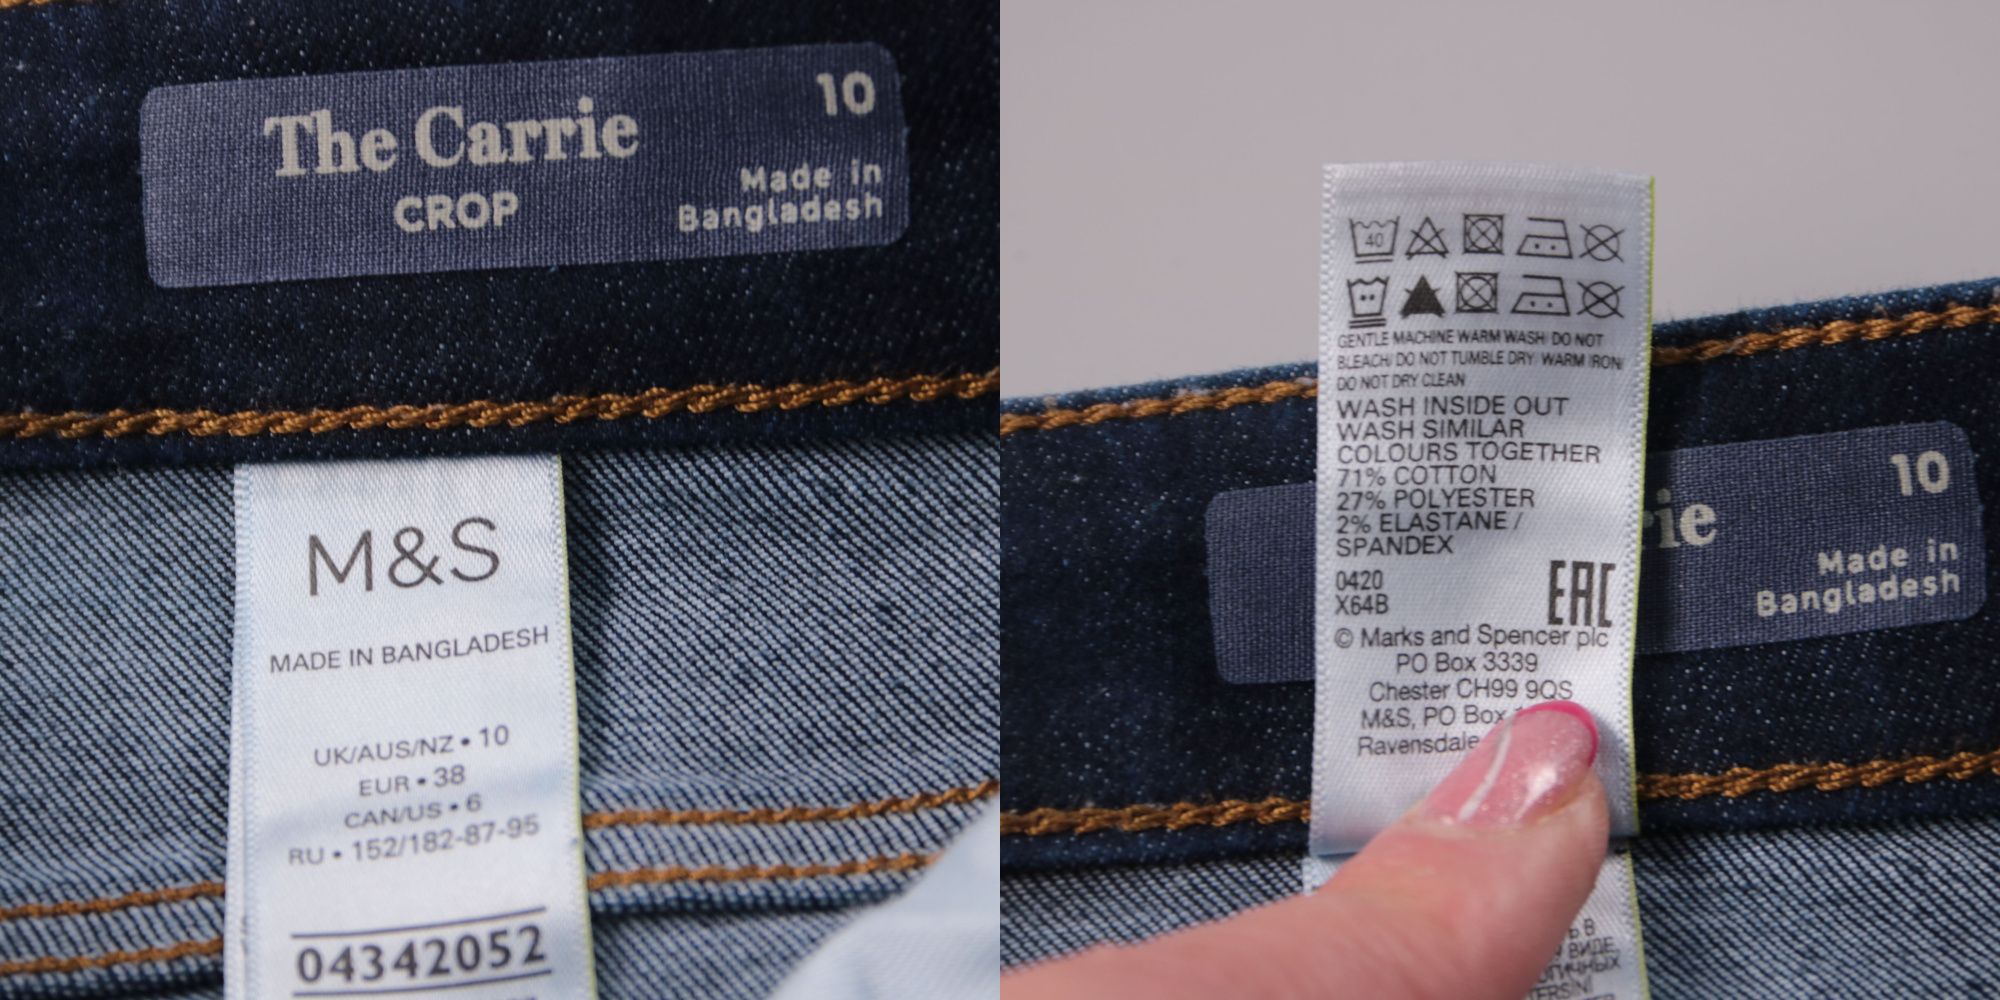 The Carrie
CROP
10
Made in
Bangladesh
M&S
MADE IN BANGLADESH
UK/AUS/NZ • 10
EUR • 38
CAN/US • 6
RU • 152/182-87-95
04342052
40
GENTLE MACHINE WARM WASH/ DO NOT
BLEACH/ DO NOT TUMBLE DRY/ WARM IRON/
DO NOT DRY CLEAN
WASH INSIDE OUT
WASH SIMILAR
COLOURS TOGETHER
71% COTTON
27% POLYESTER
2% ELASTANE /
SPANDEX
0420
X64B
EAC
© Marks and Spencer plc
PO Box 3339
Chester CH99 9QS
M&S, PO Box
Ravensdale
rie
10
Made in
Bangladesh
В
ВИДЕ,